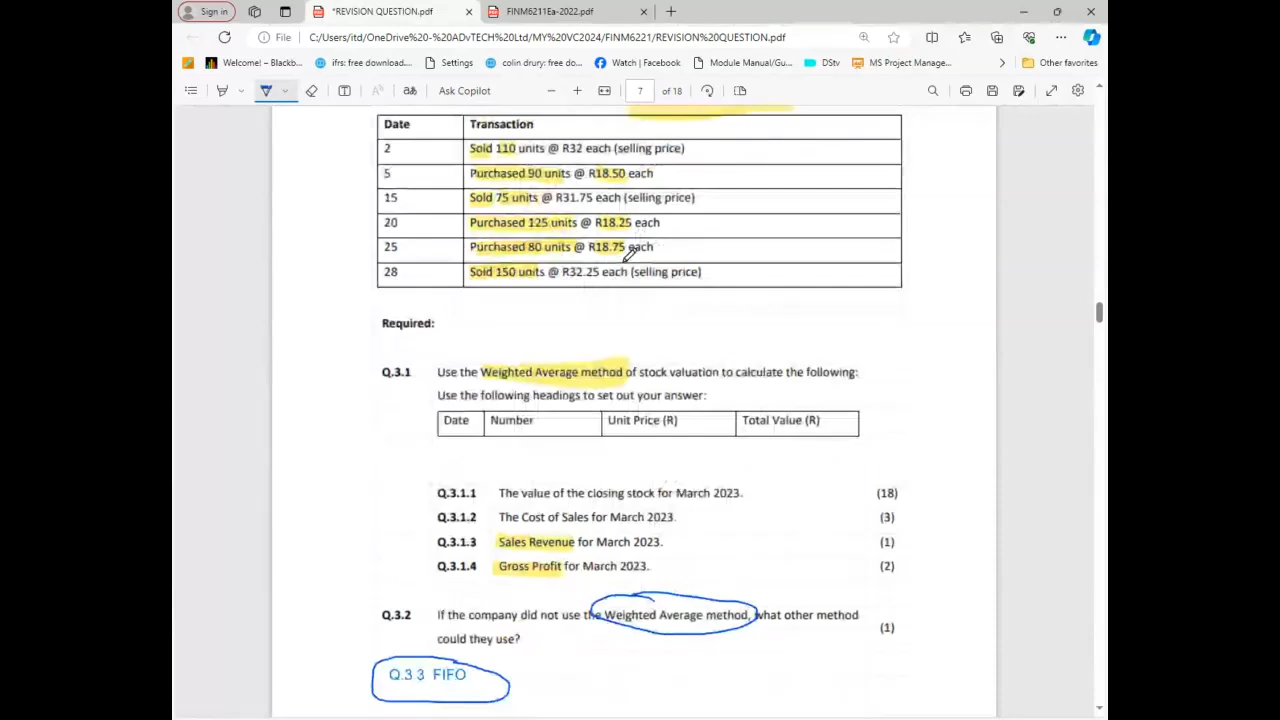 Sign in
*REVISION QUESTION.pdf
FINM6211Ea-2022.pdf
File C:/Users/itd/OneDrive%20-%20ADvTECH%20Ltd/MY%20VC2024/FINM6221/REVISION%20QUESTION.pdf
Welcome! – Blackb... ifrs: free downloa d... Settings colin drury: free do... Watch | Facebook Module Manual/Gu... DStv MS Project Manage... Other favorites
Ask Copilot 7 of 18
Date Transaction
2 Sold 110 units @ R32 each (selling price)
5 Purchased 90 units @ R18.50 each
15 Sold 75 units @ R31.75 each (selling price)
20 Purchased 125 units @ R18.25 each
25 Purchased 80 units @ R18.75 each
28 Sold 150 units @ R32.25 each (selling price)
Required:
Q.3.1 Use the Weighted Average method of stock valuation to calculate the following:
Use the following headings to set out your answer:
Date Number Unit Price (R) Total Value (R)
Q.3.1.1 The value of the closing stock for March 2023. (18)
Q.3.1.2 The Cost of Sales for March 2023. (3)
Q.3.1.3 Sales Revenue for March 2023. (1)
Q.3.1.4 Gross Profit for March 2023. (2)
Q.3.2 If the company did not use the Weighted Average method, what other method
could they use? (1)
Q.3 3 FIFO